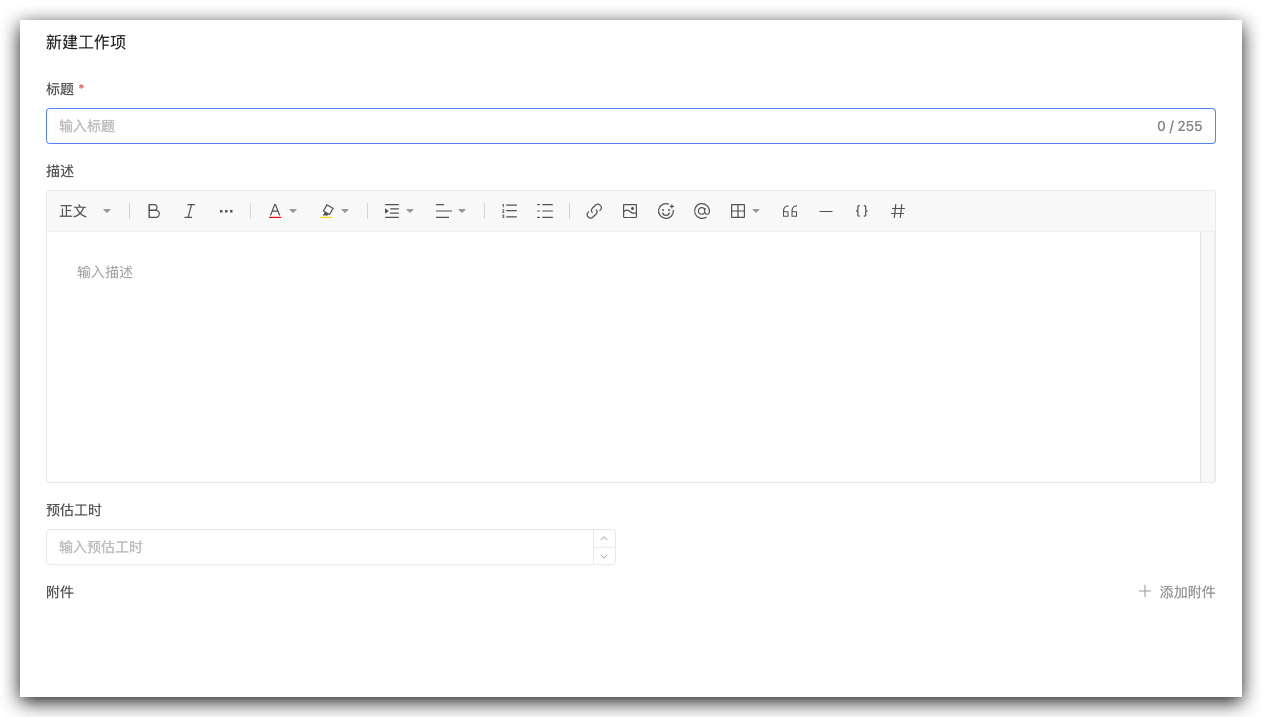 新建工作项
标题 *
输入标题 0 / 255
描述
正文
输入描述
预估工时
输入预估工时
附件 添加附件